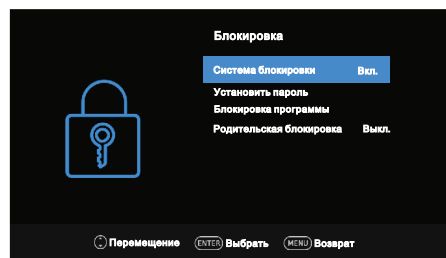 Блокировка
Система блокировки Вкл.
Установить пароль
Блокировка программы
Родительская блокировка Выкл.
Перемещение ENTER Выбрать MENU Возврат